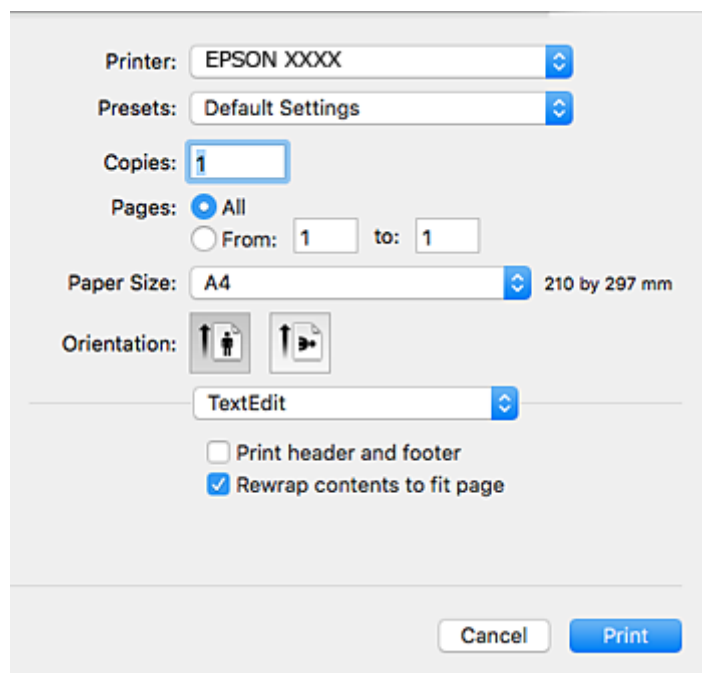 Printer: EPSON XXXX
Presets: Default Settings
Copies: 1
Pages: All
From: 1 to: 1
Paper Size: A4 210 by 297 mm
Orientation:
TextEdit
Print header and footer
Rewrap contents to fit page
Cancel Print